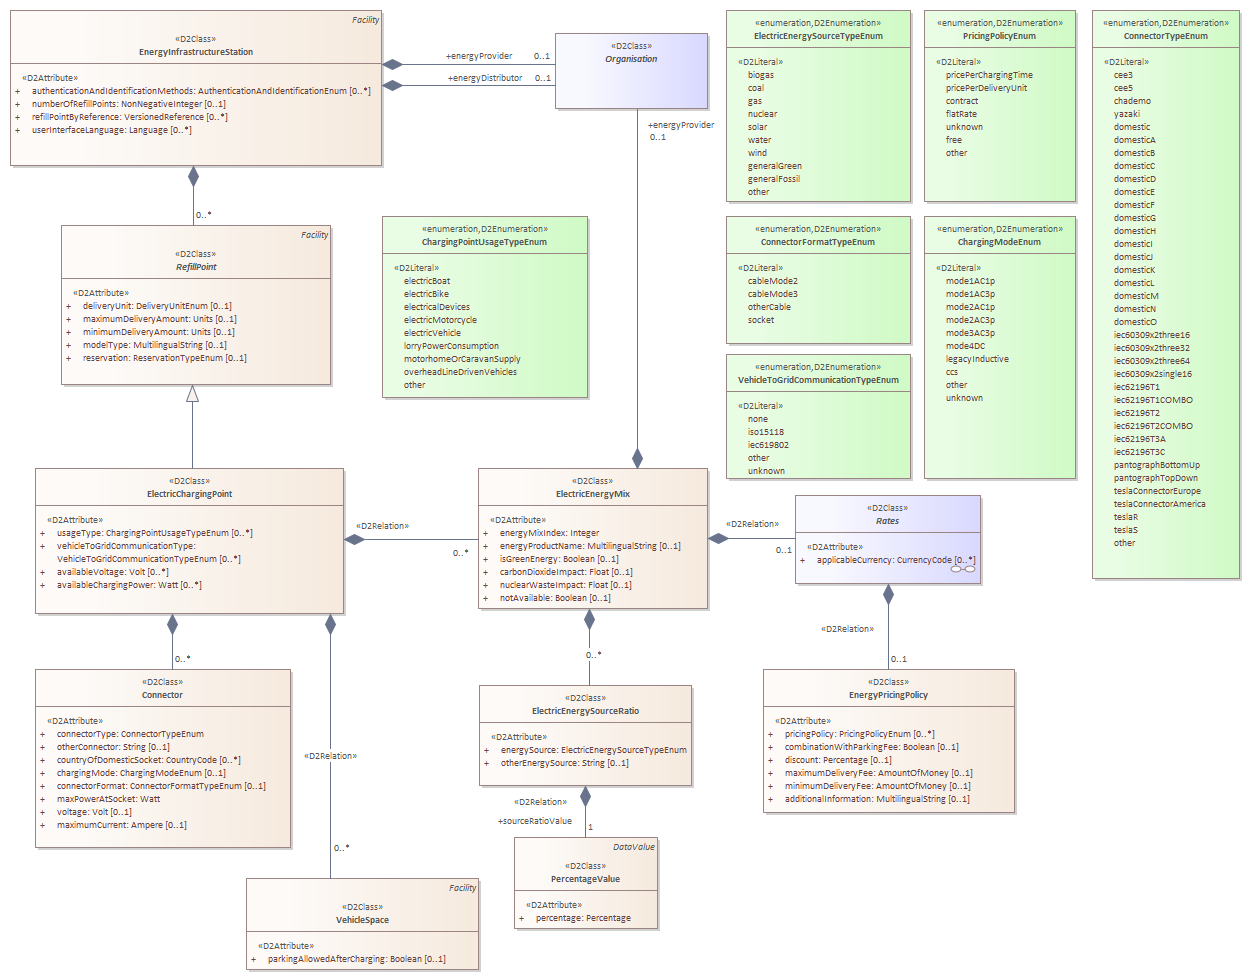 Facility
«D2Class»
EnergyInfrastructureStation
«D2Attribute»
+ authenticationAndIdentificationMethods: AuthenticationAndIdentificationEnum [0..*]
+ numberOfRefillPoints: NonNegativeInteger [0..1]
+ refillPointByReference: VersionedReference [0..*]
+ userInterfaceLanguage: Language [0..*]
+energyProvider 0..1
+energyDistributor 0..1
«D2Class»
Organisation
+energyProvider
0..1
0..*
Facility
«D2Class»
RefillPoint
«D2Attribute»
+ deliveryUnit: DeliveryUnitEnum [0..1]
+ maximumDeliveryAmount: Units [0..1]
+ minimumDeliveryAmount: Units [0..1]
+ modelType: MultilingualString [0..1]
+ reservation: ReservationTypeEnum [0..1]
«enumeration,D2Enumeration»
ChargingPointUsageTypeEnum
«D2Literal»
electricBoat
electricBike
electricalDevices
electricMotorcycle
electricVehicle
lorryPowerConsumption
motorhomeOrCaravanSupply
overheadLineDrivenVehicles
other
«enumeration,D2Enumeration»
ElectricEnergySourceTypeEnum
«D2Literal»
biogas
coal
gas
nuclear
solar
water
wind
generalGreen
generalFossil
other
«enumeration,D2Enumeration»
PricingPolicyEnum
«D2Literal»
pricePerChargingTime
pricePerDeliveryUnit
contract
flatRate
unknown
free
other
«enumeration,D2Enumeration»
ConnectorTypeEnum
«D2Literal»
cee3
cee5
chademo
yazaki
domestic
domesticA
domesticB
domesticC
domesticD
domesticE
domesticF
domesticG
domesticH
domesticI
domesticJ
domesticK
domesticL
domesticM
domesticN
domesticO
iec60309x2three16
iec60309x2three32
iec60309x2three64
iec60309x2single16
iec62196T1
iec62196T1COMBO
iec62196T2
iec62196T2COMBO
iec62196T3A
iec62196T3C
pantographBottomUp
pantographTopDown
teslaConnectorEurope
teslaConnectorAmerica
teslaR
teslaS
other
«enumeration,D2Enumeration»
ConnectorFormatTypeEnum
«D2Literal»
cableMode2
cableMode3
otherCable
socket
«enumeration,D2Enumeration»
ChargingModeEnum
«D2Literal»
mode1AC1p
mode1AC3p
mode2AC1p
mode2AC3p
mode3AC3p
mode4DC
legacyInductive
ccs
other
unknown
«enumeration,D2Enumeration»
VehicleToGridCommunicationTypeEnum
«D2Literal»
none
iso15118
iec619802
other
unknown
«D2Class»
ElectricChargingPoint
«D2Attribute»
+ usageType: ChargingPointUsageTypeEnum [0..*]
+ vehicleToGridCommunicationType:
VehicleToGridCommunicationTypeEnum [0..*]
+ availableVoltage: Volt [0..*]
+ availableChargingPower: Watt [0..*]
«D2Relation»
0..*
«D2Class»
ElectricEnergyMix
«D2Attribute»
+ energyMixIndex: Integer
+ energyProductName: MultilingualString [0..1]
+ isGreenEnergy: Boolean [0..1]
+ carbonDioxideImpact: Float [0..1]
+ nuclearWasteImpact: Float [0..1]
+ notAvailable: Boolean [0..1]
«D2Relation»
0..1
«D2Class»
Rates
«D2Attribute»
+ applicableCurrency: CurrencyCode [0..*]
«D2Relation»
0..1
0..*
«D2Class»
Connector
«D2Attribute»
+ connectorType: ConnectorTypeEnum
+ otherConnector: String [0..1]
+ countryOfDomesticSocket: CountryCode [0..*]
+ chargingMode: ChargingModeEnum [0..1]
+ connectorFormat: ConnectorFormatTypeEnum [0..1]
+ maxPowerAtSocket: Watt
+ voltage: Volt [0..1]
+ maximumCurrent: Ampere [0..1]
«D2Relation»
0..*
0..*
«D2Class»
ElectricEnergySourceRatio
«D2Attribute»
+ energySource: ElectricEnergySourceTypeEnum
+ otherEnergySource: String [0..1]
«D2Relation»
+sourceRatioValue
1
«D2Class»
EnergyPricingPolicy
«D2Attribute»
+ pricingPolicy: PricingPolicyEnum [0..*]
+ combinationWithParkingFee: Boolean [0..1]
+ discount: Percentage [0..1]
+ maximumDeliveryFee: AmountOfMoney [0..1]
+ minimumDeliveryFee: AmountOfMoney [0..1]
+ additionalInformation: MultilingualString [0..1]
DataValue
«D2Class»
PercentageValue
«D2Attribute»
+ percentage: Percentage
Facility
«D2Class»
VehicleSpace
«D2Attribute»
+ parkingAllowedAfterCharging: Boolean [0..1]